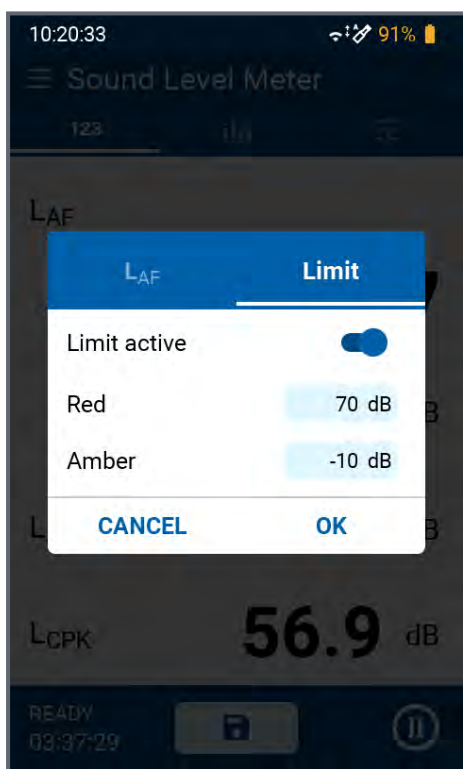 10:20:33 91%
Sound Level Meter
123
LAF
LAF Limit
Limit active
Red 70 dB
Amber -10 dB
CANCEL OK
LCPK 56.9 dB
READY
03:37:29